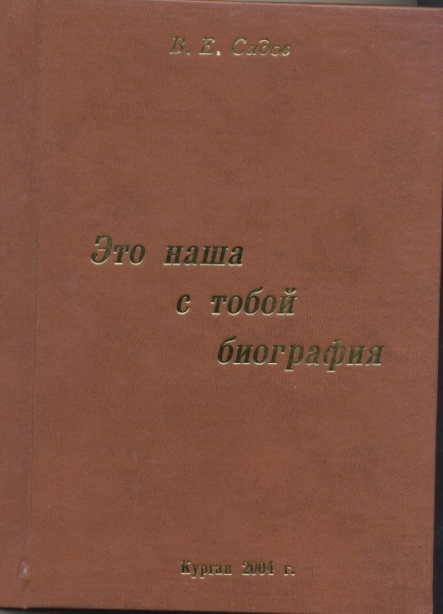 В. Е. Садов
Это наша
с тобой
биография
Курган 2004 г.